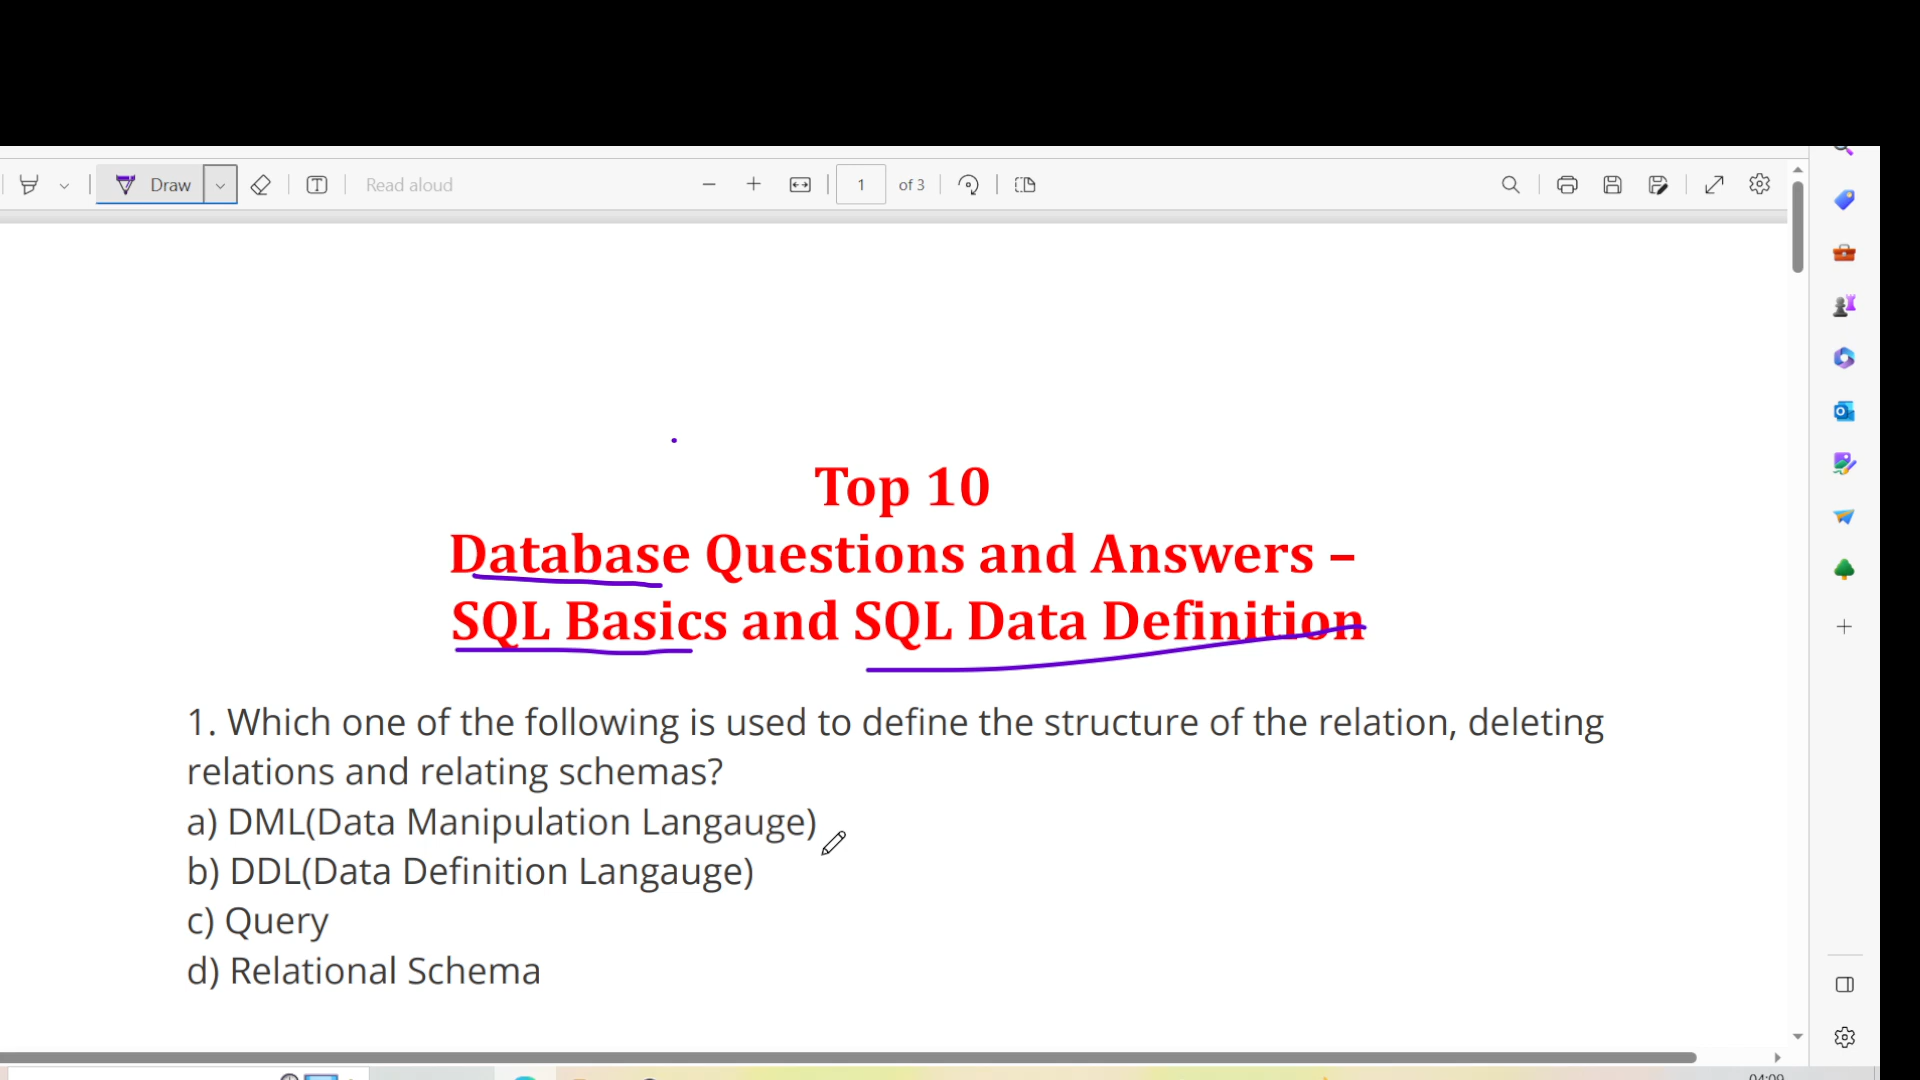 Draw
Read aloud
1
of 3
Top 10
Database Questions and Answers –
SQL Basics and SQL Data Definition
1. Which one of the following is used to define the structure of the relation, deleting
relations and relating schemas?
a) DML(Data Manipulation Langauge)
b) DDL(Data Definition Langauge)
c) Query
d) Relational Schema